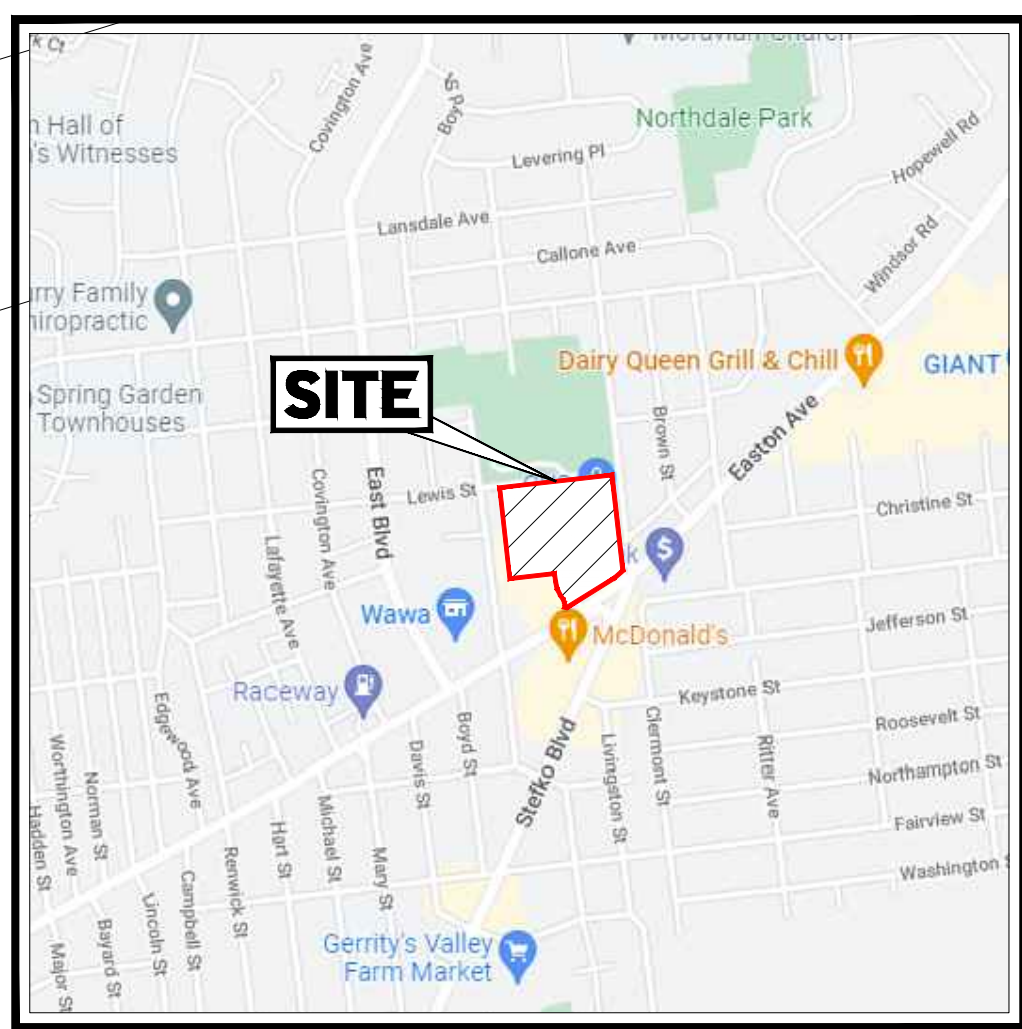 k Ct
Covington Ave
Boyd S
Moravian Church
Northdale Park
n Hall of
's Witnesses
Levering Pl
Hopewell Rd
Lansdale Ave
Callone Ave
Windsor Rd
urry Family
hiropractic
Dairy Queen Grill & Chill
GIANT
SITE
Spring Garden
Townhouses
Brown St
Easton Ave
Lewis St
East Blvd
Covington Ave
Lafayette Ave
Christine St
k
Wawa
McDonald's
Jefferson St
Raceway
Keystone St
Edgewood Ave
Boyd St
Davis St
Stefko Blvd
Livingston St
Clermont St
Ritter Ave
Roosevelt St
Northampton St
Worthington Ave
Norman St
Hadden St
Hart St
Michael St
Mary St
Renwick St
Fairview St
Washington S
Campbell St
Lincoln St
Bayard St
Major St
Gerrity's Valley
Farm Market